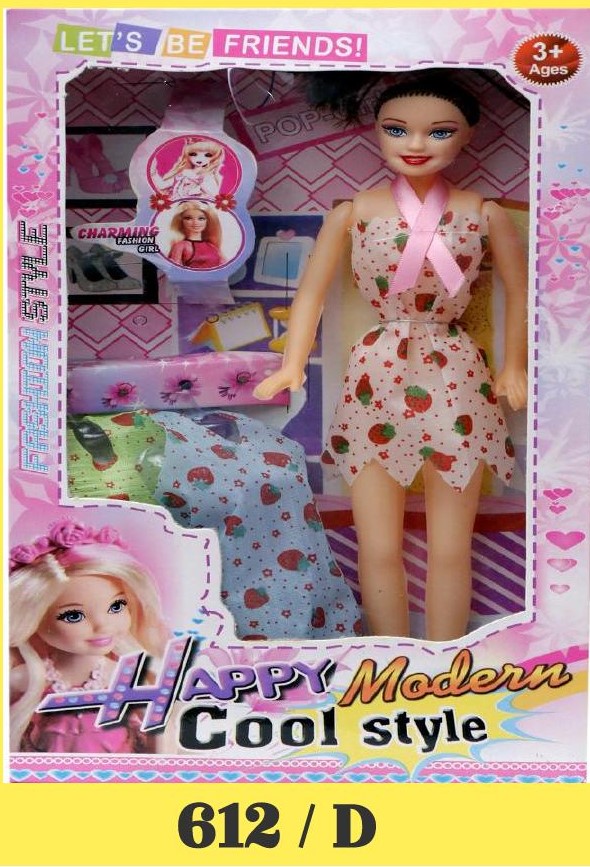 LET'S BE FRIENDS!
3+
Ages
POP-
CHARMING
FASHION
GIRL
FASHION STYLE
HAPPY Modern
Cool style
612 / D